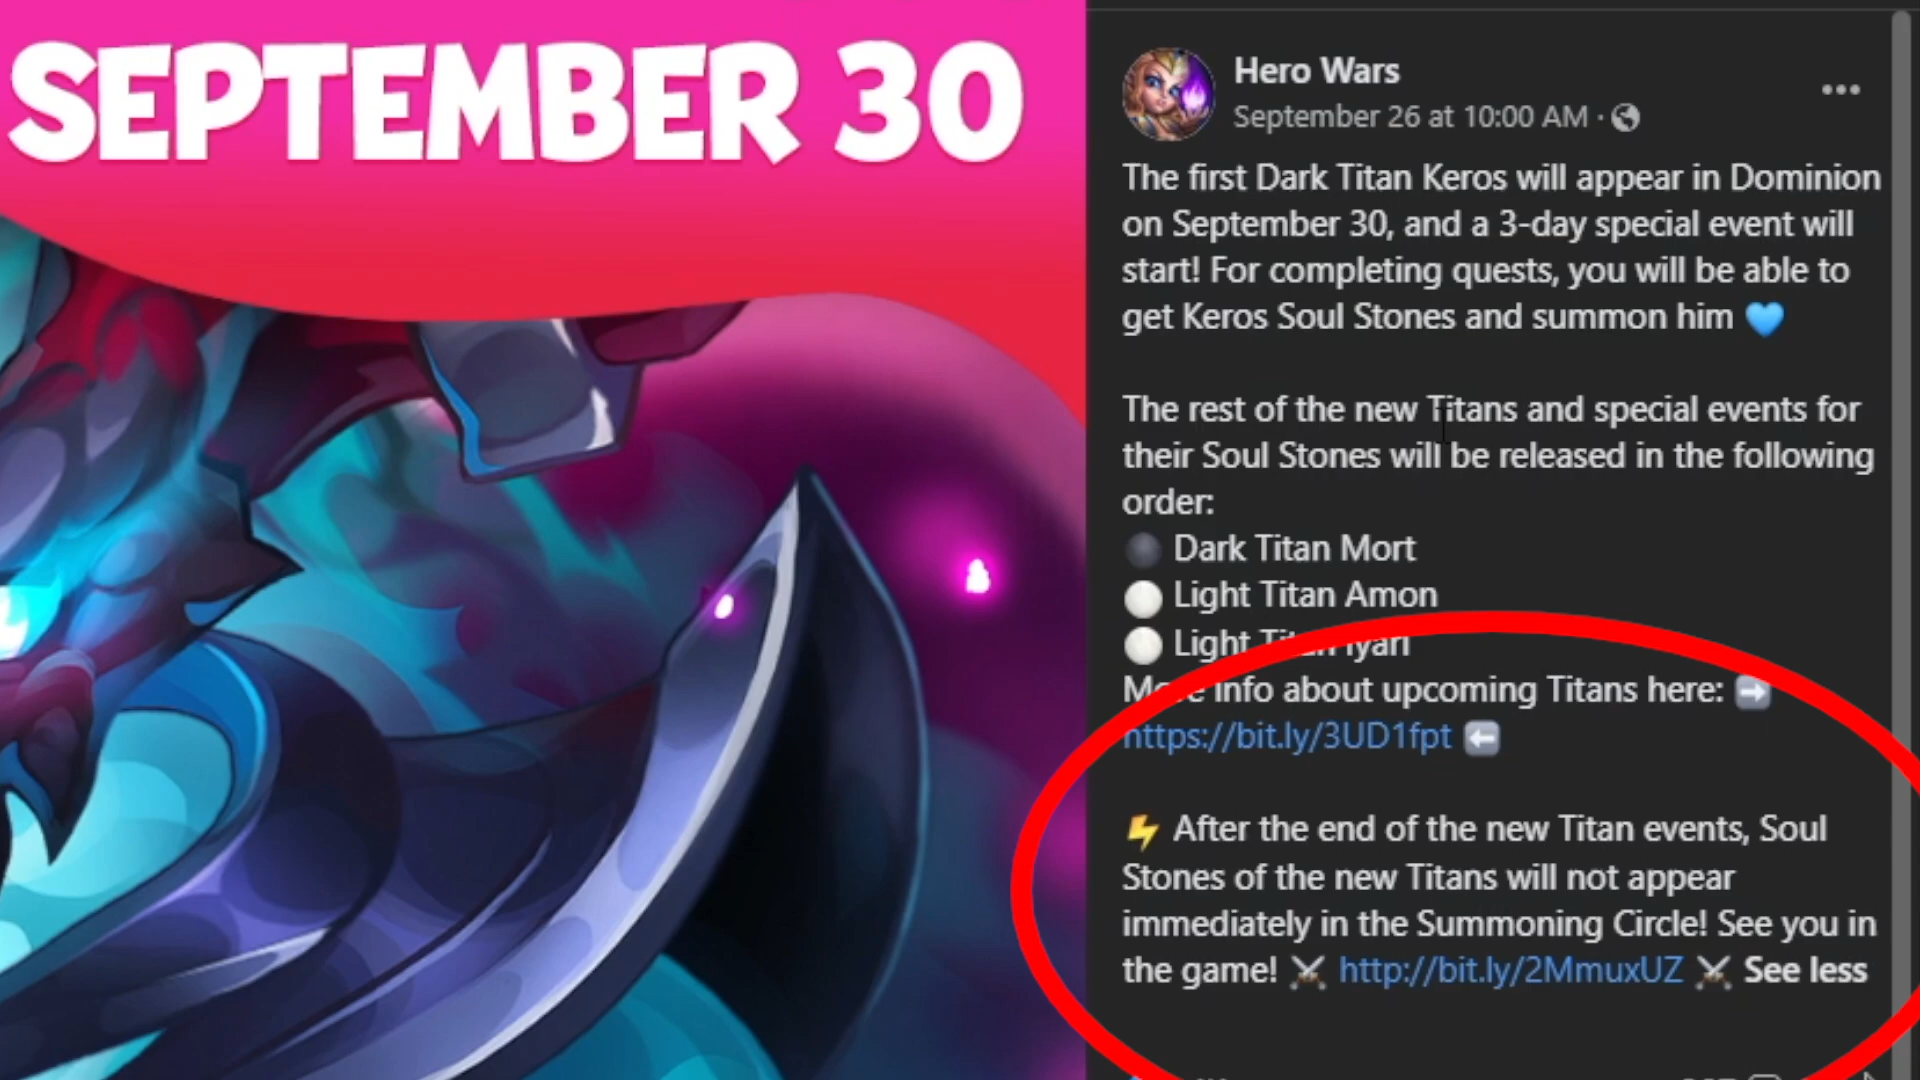 SEPTEMBER 30
Hero Wars
September 26 at 10:00 AM ·
The first Dark Titan Keros will appear in Dominion
on September 30, and a 3-day special event will
start! For completing quests, you will be able to
get Keros Soul Stones and summon him 💙
The rest of the new Titans and special events for
their Soul Stones will be released in the following
order:
Dark Titan Mort
Light Titan Amon
Light Titan Iyari
More info about upcoming Titans here: ➡️
https://bit.ly/3UD1fpt ⬅️
⚡ After the end of the new Titan events, Soul
Stones of the new Titans will not appear
immediately in the Summoning Circle! See you in
the game! ⚔️ http://bit.ly/2MmuxUZ ⚔️ See less